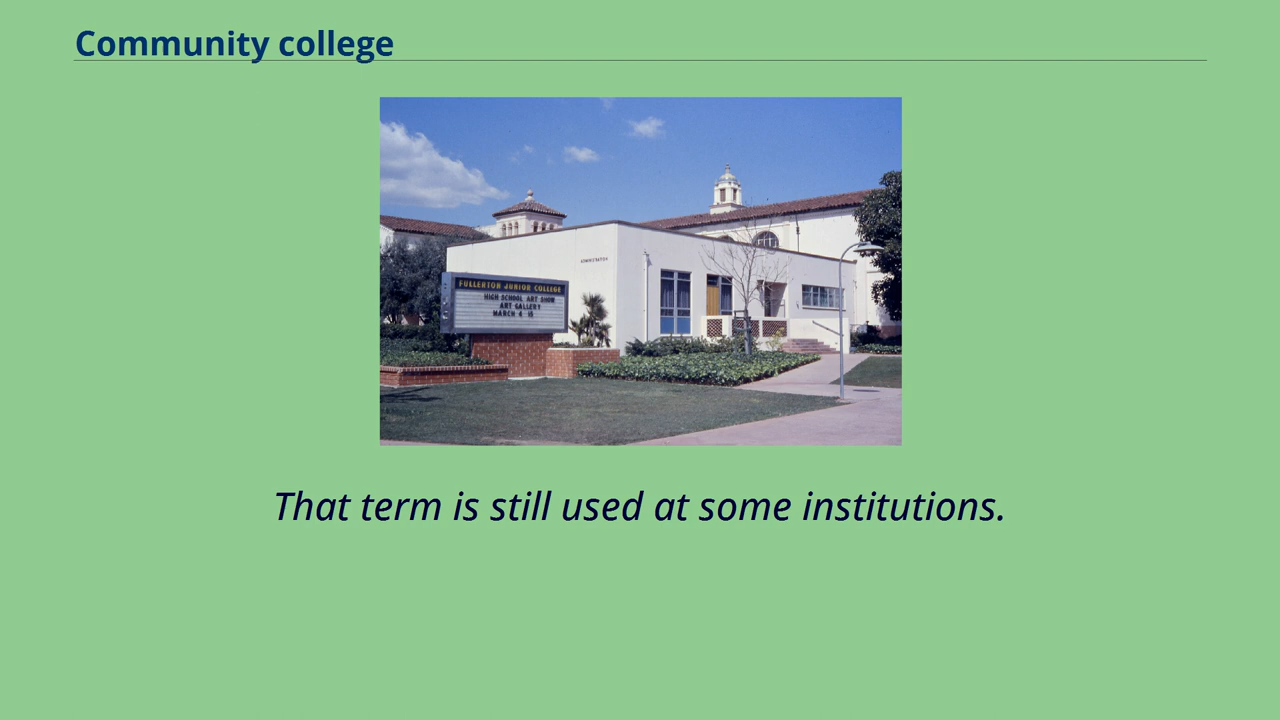 Community college
ADMINISTRATION
FULLERTON JUNIOR COLLEGE
HIGH SCHOOL ART SHOW
ART GALLERY
MARCH 4 15
That term is still used at some institutions.